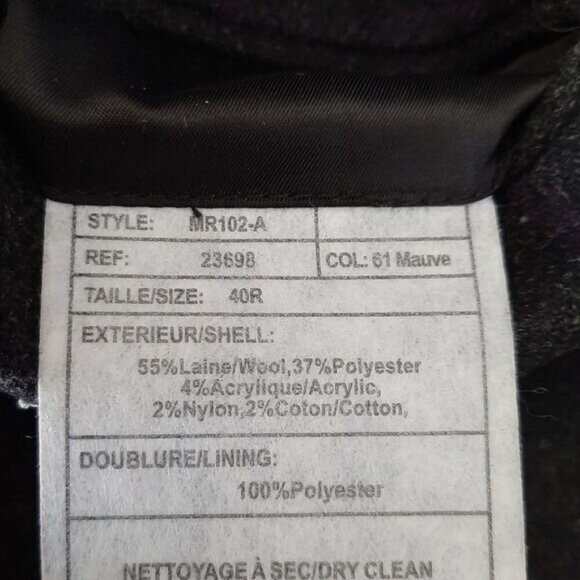 STYLE: MR102-A
REF: 23698 COL: 61 Mauve
TAILLE/SIZE: 40R
EXTERIEUR/SHELL:
55%Laine/Wool,37%Polyester
4%Acrylique/Acrylic,
2%Nylon,2%Coton/Cotton,
DOUBLURE/LINING:
100%Polyester
NETTOYAGE À SEC/DRY CLEAN